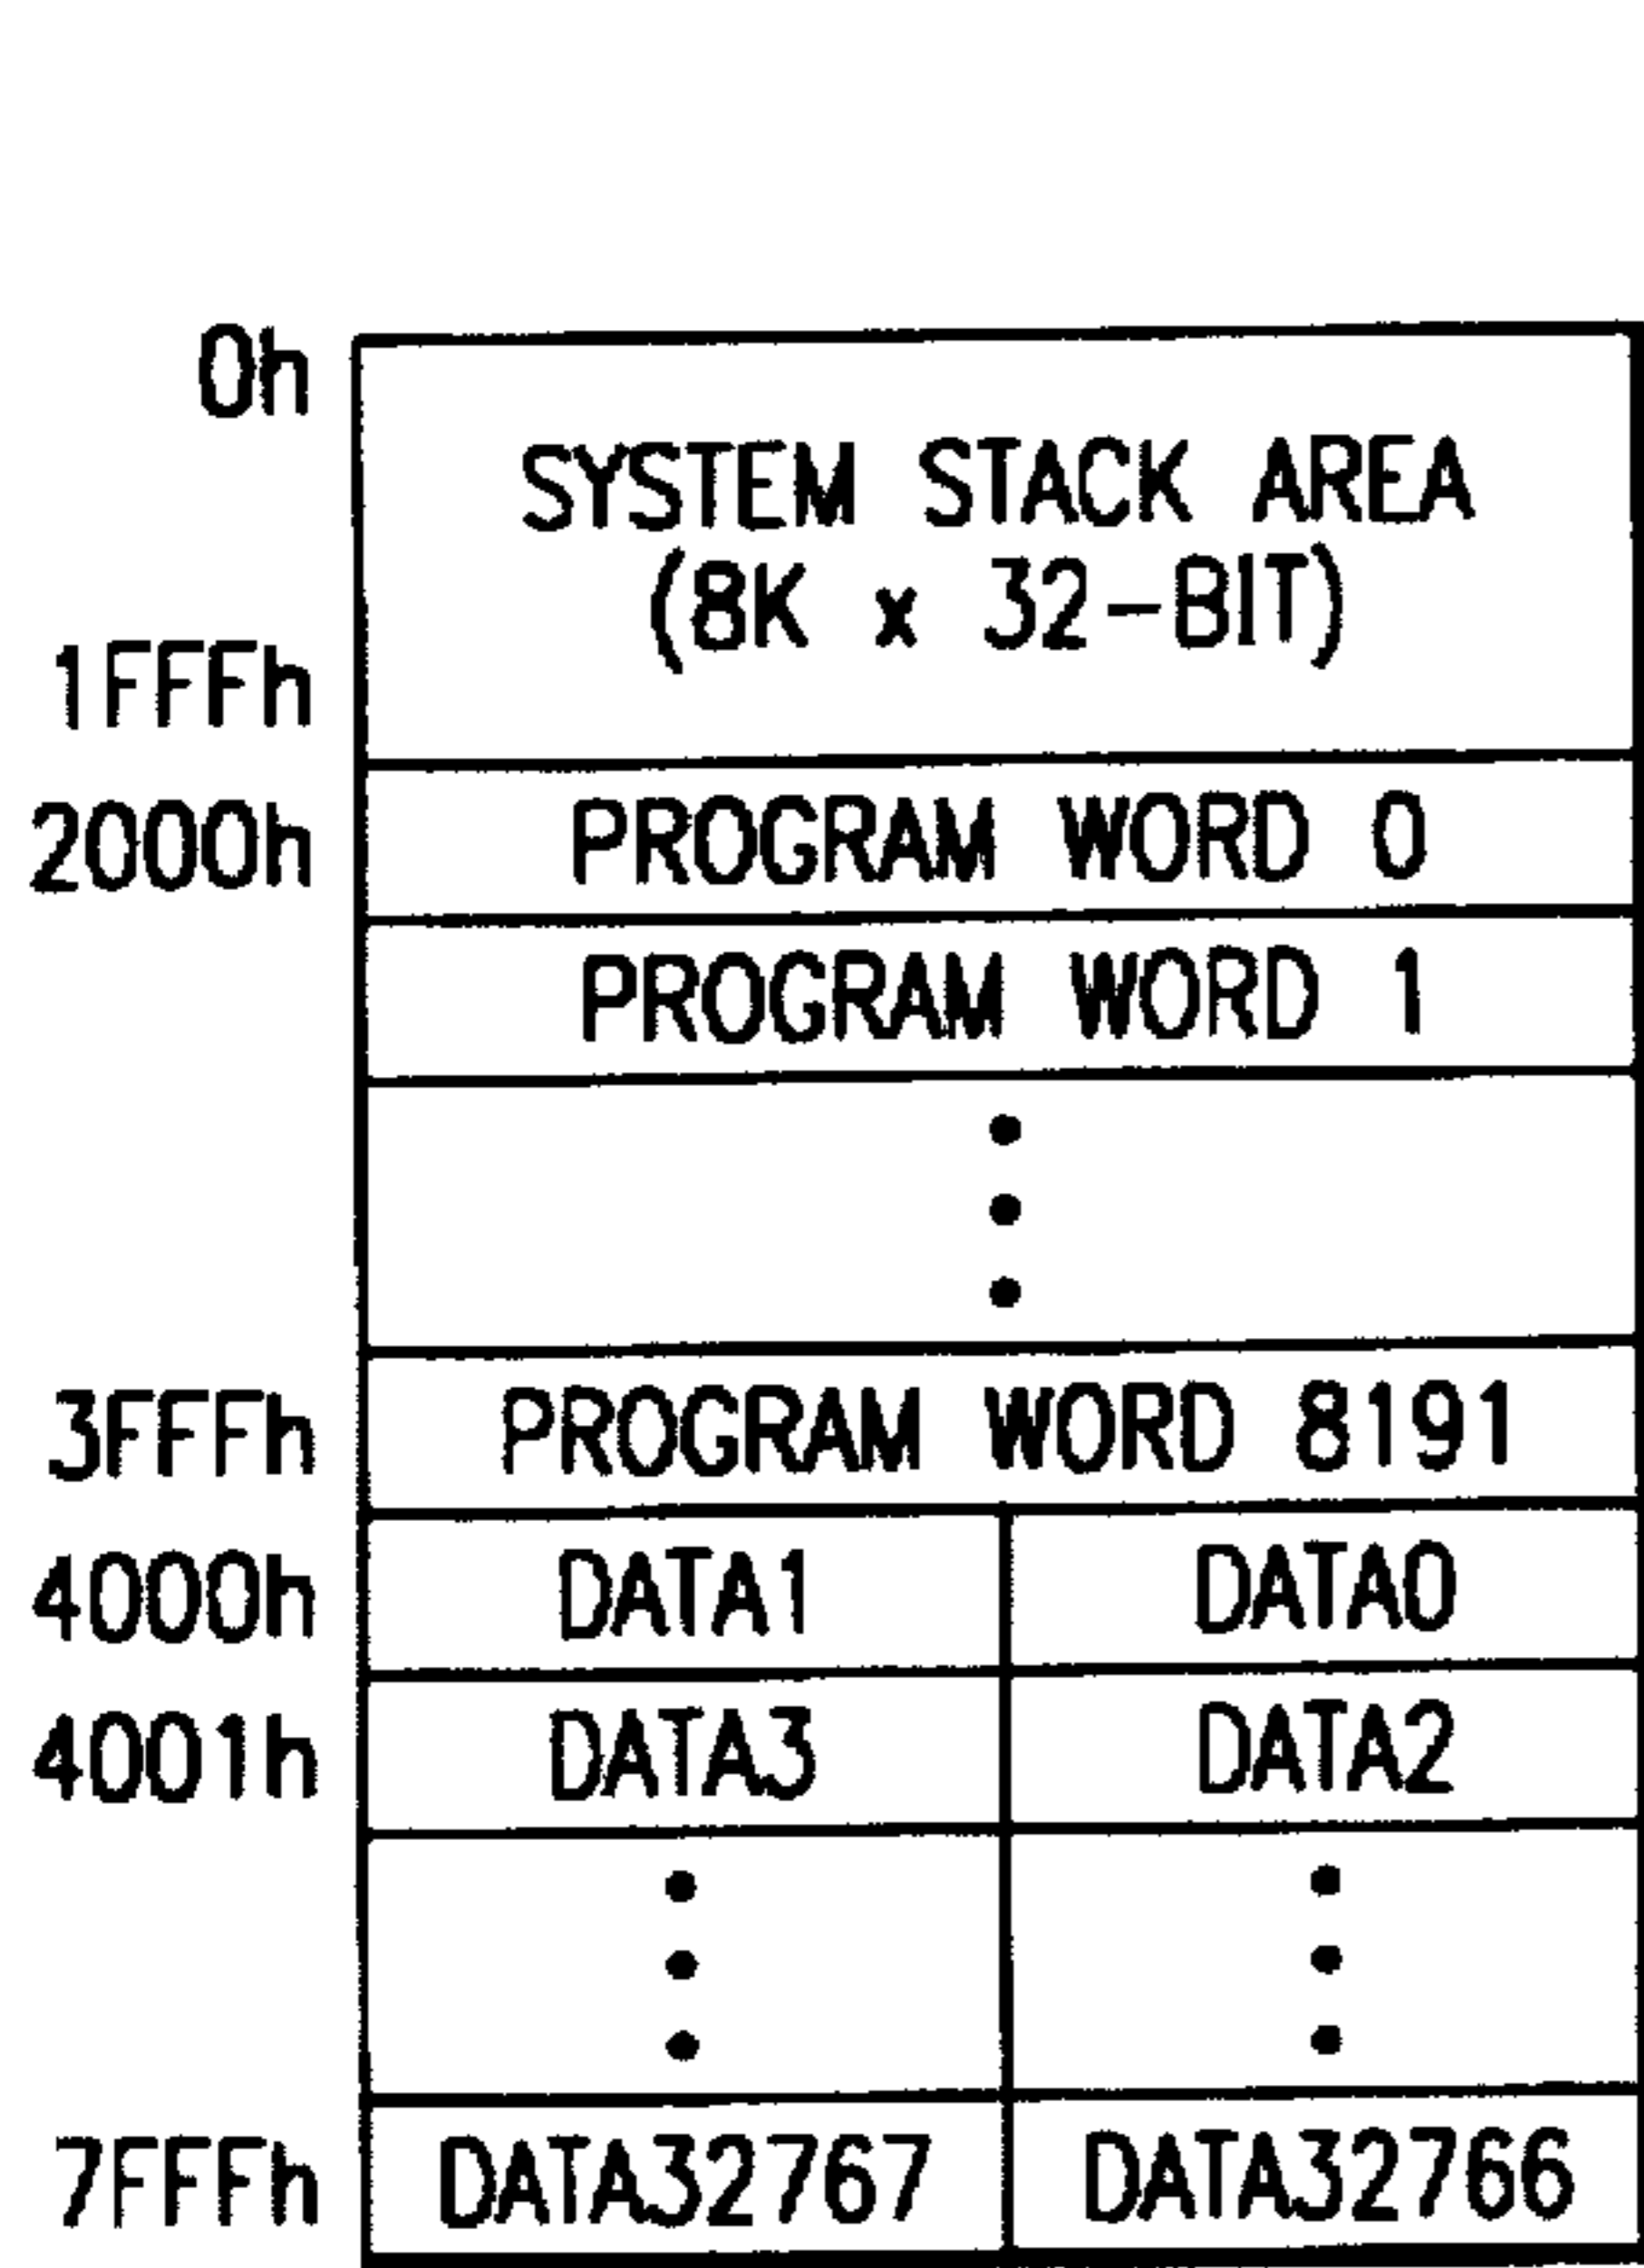 0h
SYSTEM STACK AREA
(8K x 32-BIT)
1FFFh
2000h PROGRAM WORD 0
PROGRAM WORD 1
3FFFh PROGRAM WORD 8191
4000h DATA1 DATA0
4001h DATA3 DATA2
7FFFh DATA32767 DATA32766